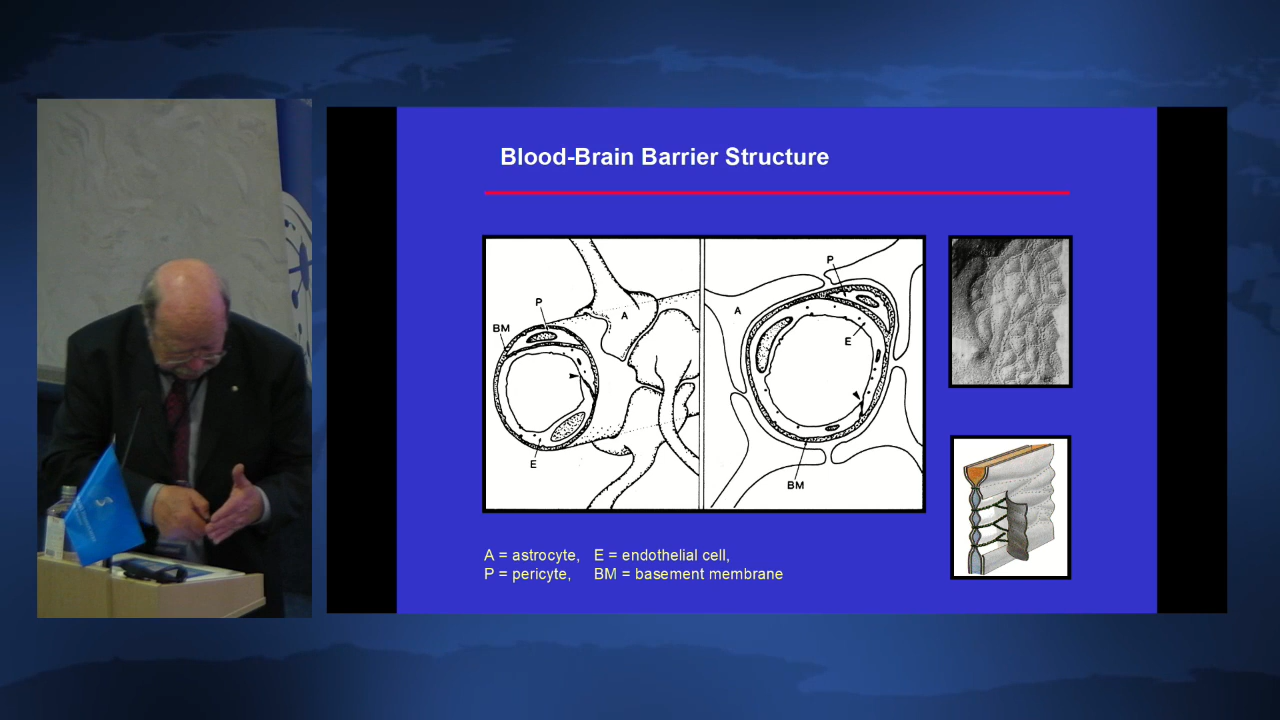 Blood-Brain Barrier Structure
P
BM
A
E
P
A
E
BM
A = astrocyte, E = endothelial cell,
P = pericyte, BM = basement membrane